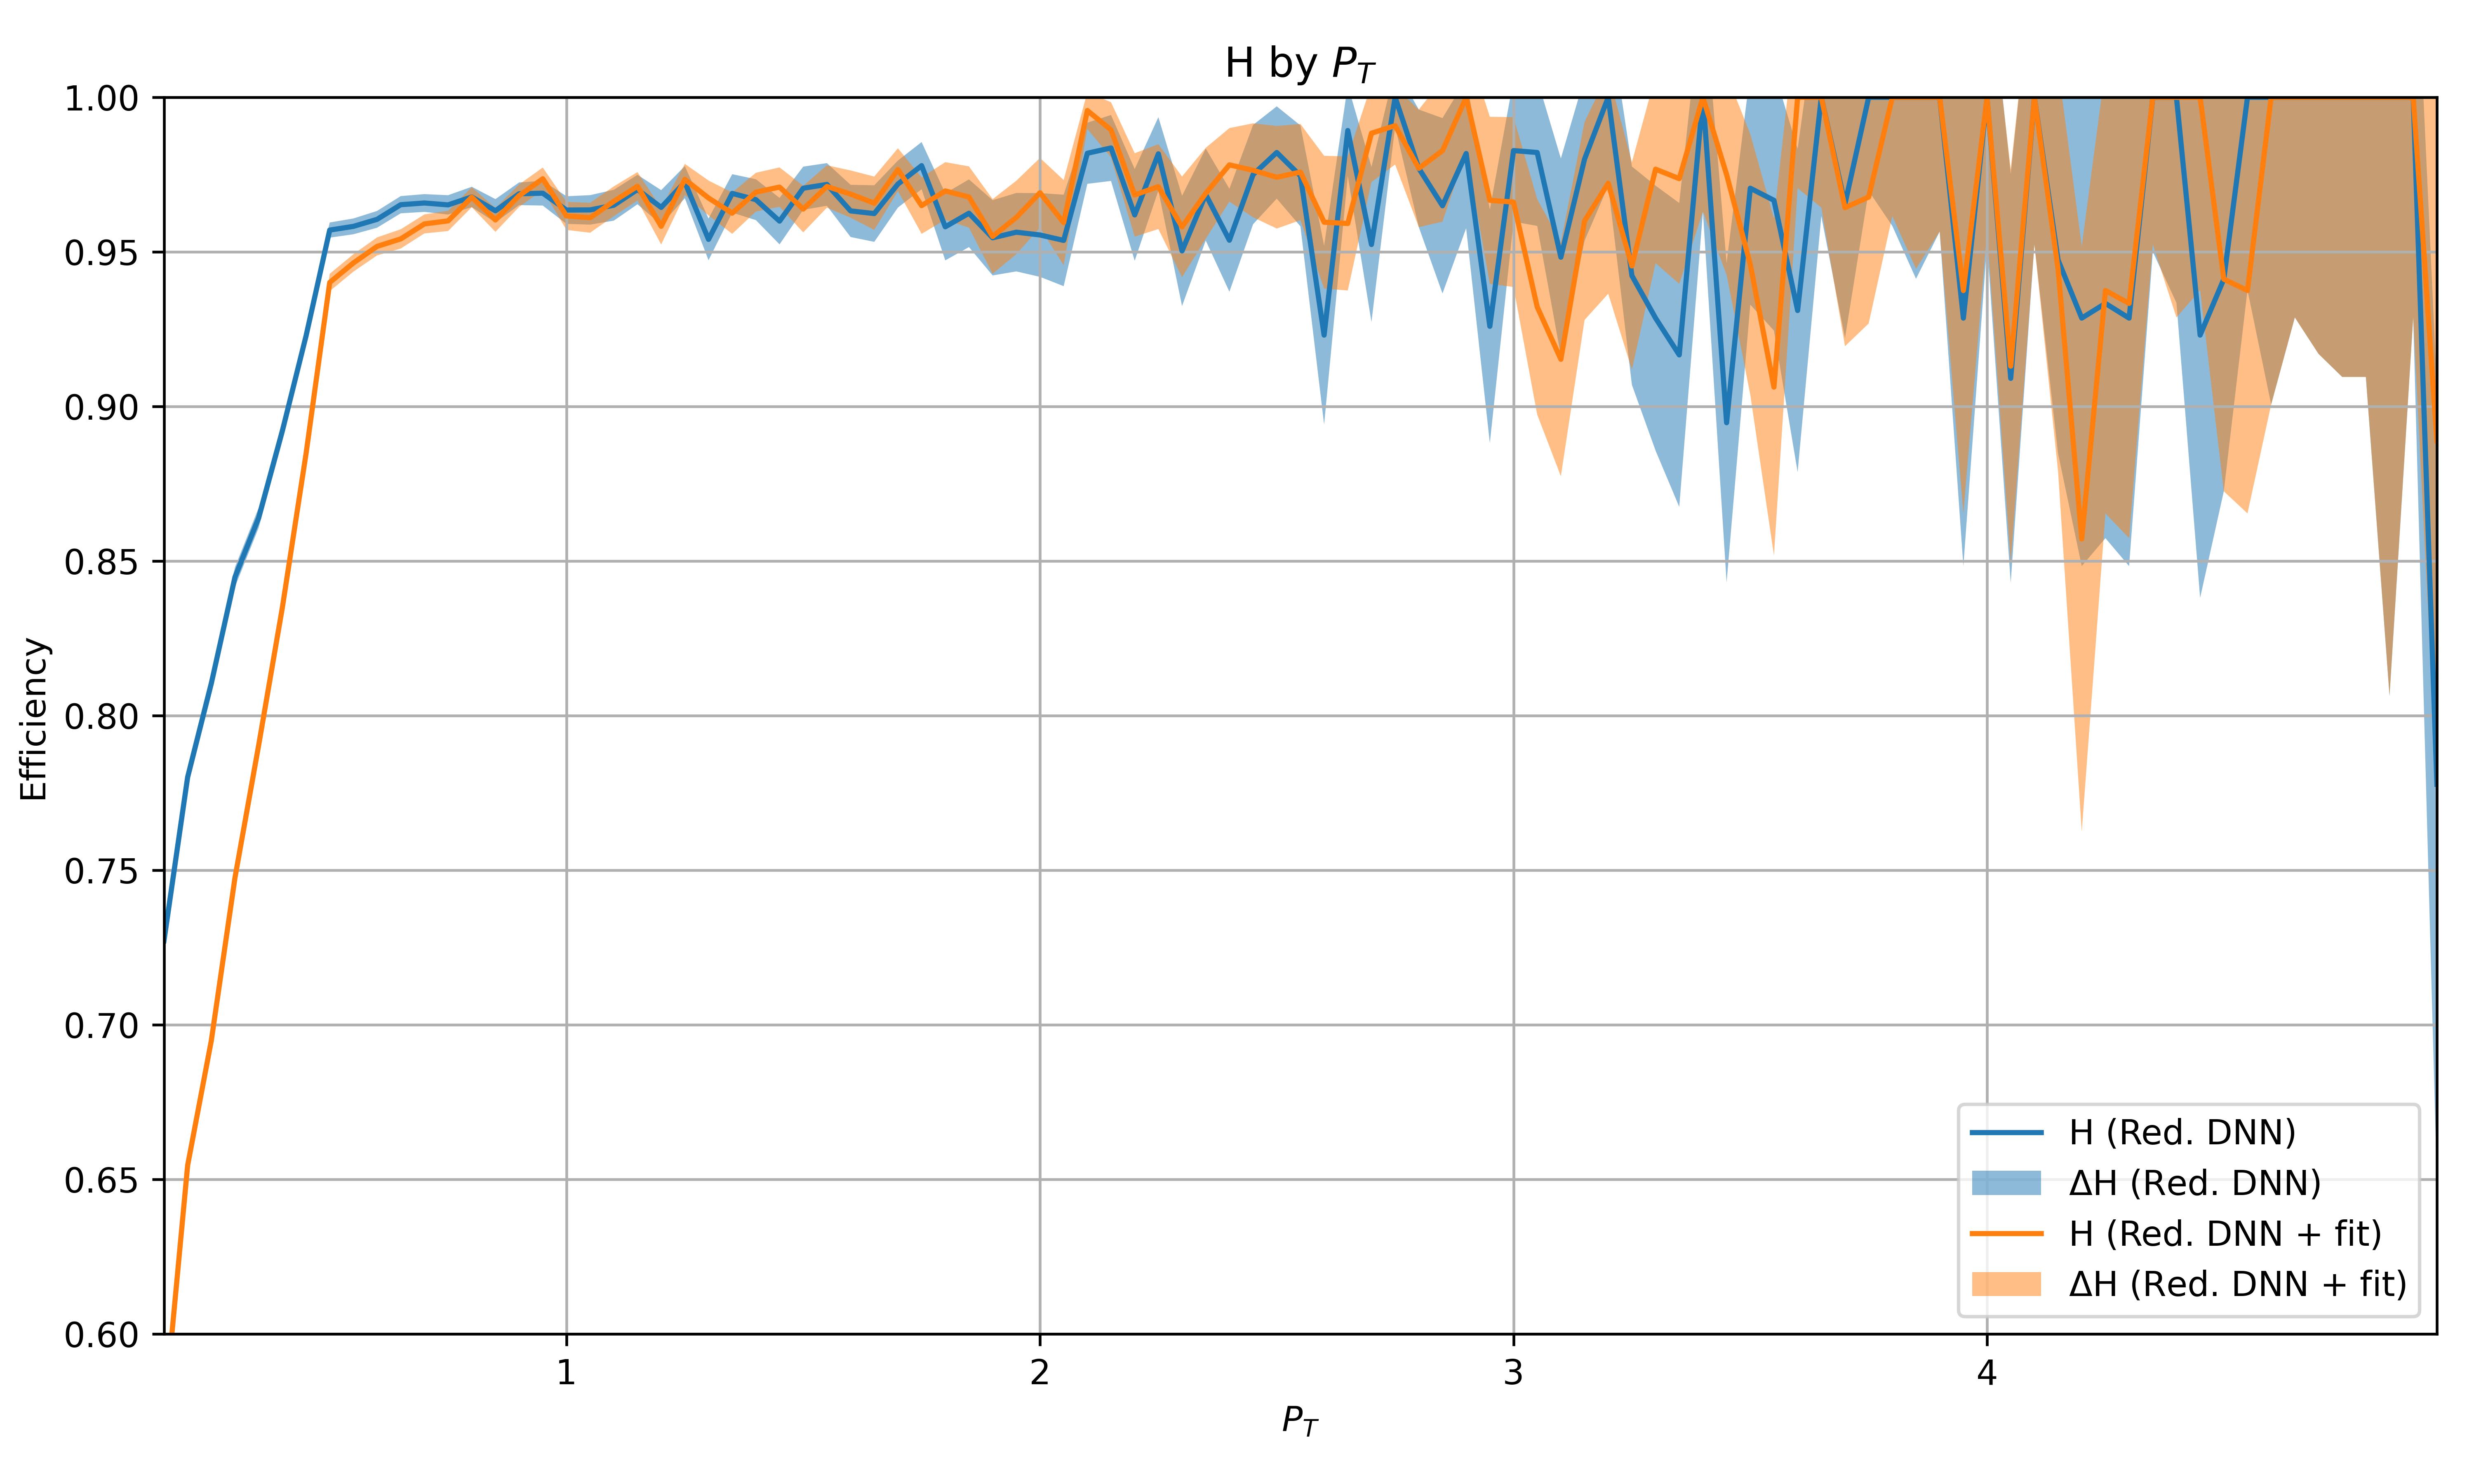 H by P_T
1.00
0.95
0.90
0.85
0.80
0.75
0.70
0.65
0.60
Efficiency
1
2
3
4
P_T
H (Red. DNN)
ΔH (Red. DNN)
H (Red. DNN + fit)
ΔH (Red. DNN + fit)